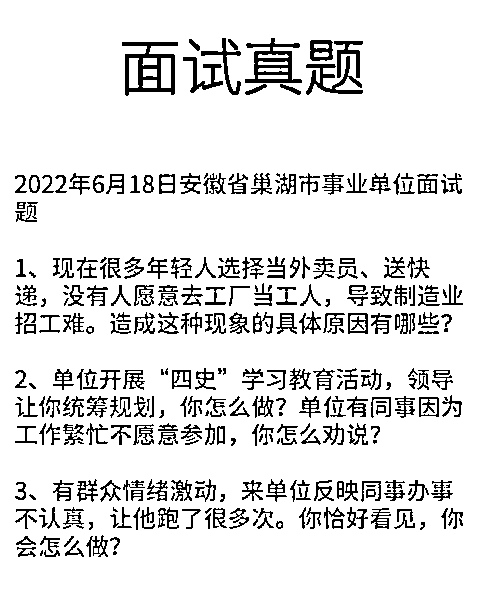 面试真题
2022年6月18日安徽省巢湖市事业单位面试
题
1、现在很多年轻人选择当外卖员、送快
递，没有人愿意去工厂当工人，导致制造业
招工难。造成这种现象的具体原因有哪些？
2、单位开展“四史”学习教育活动，领导
让你统筹规划，你怎么做？单位有同事因为
工作繁忙不愿意参加，你怎么劝说？
3、有群众情绪激动，来单位反映同事办事
不认真，让他跑了很多次。你恰好看见，你
会怎么做？